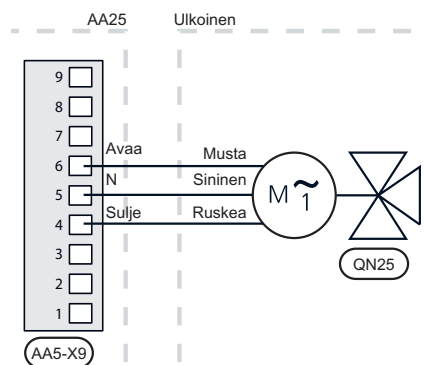 AA25 Ulkoinen
9
8
7
Avaa
6 Musta
N
5 Sininen
Sulje
4 Ruskea
3
2
1
M ~ 1
QN25
AA5-X9